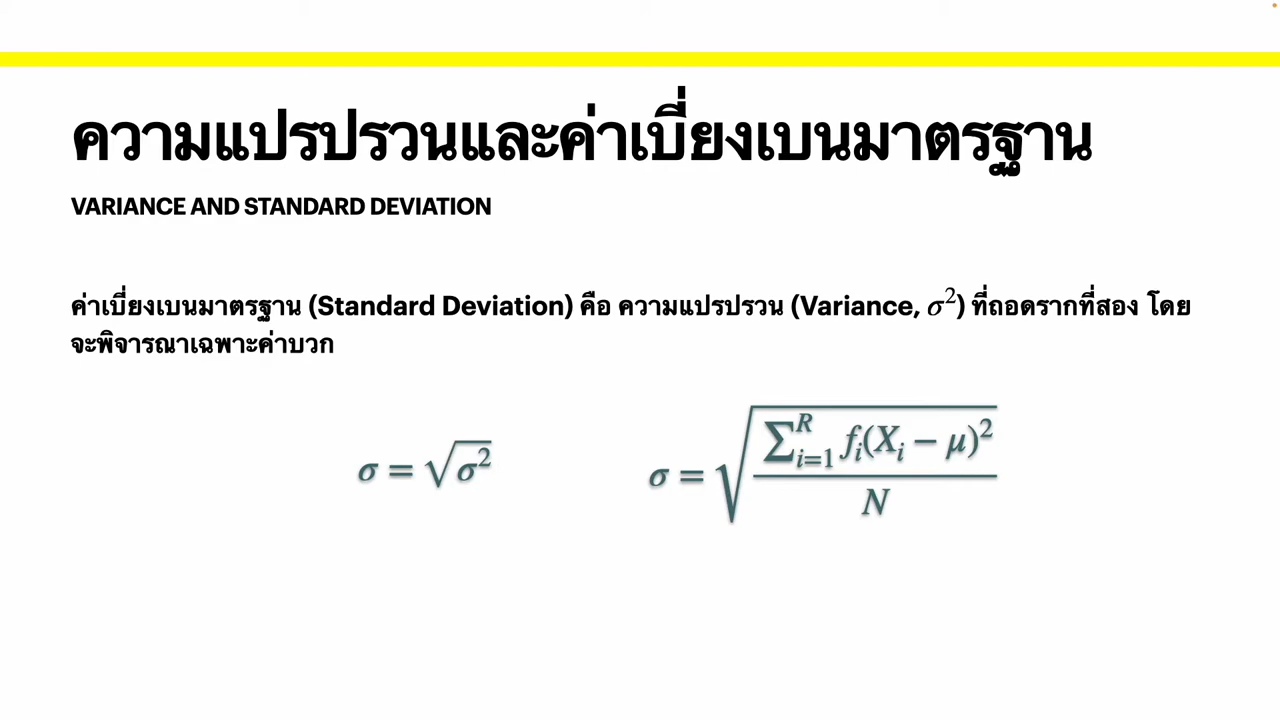 ความแปรปรวนและค่าเบี่ยงเบนมาตรฐาน
VARIANCE AND STANDARD DEVIATION
ค่าเบี่ยงเบนมาตรฐาน (Standard Deviation) คือ ความแปรปรวน (Variance, σ²) ที่ถอดรากที่สอง โดย
จะพิจารณาเฉพาะค่าบวก
σ = √σ²
σ = √(∑ᵢ₌₁ᴿ fᵢ(Xᵢ − μ)² / N)